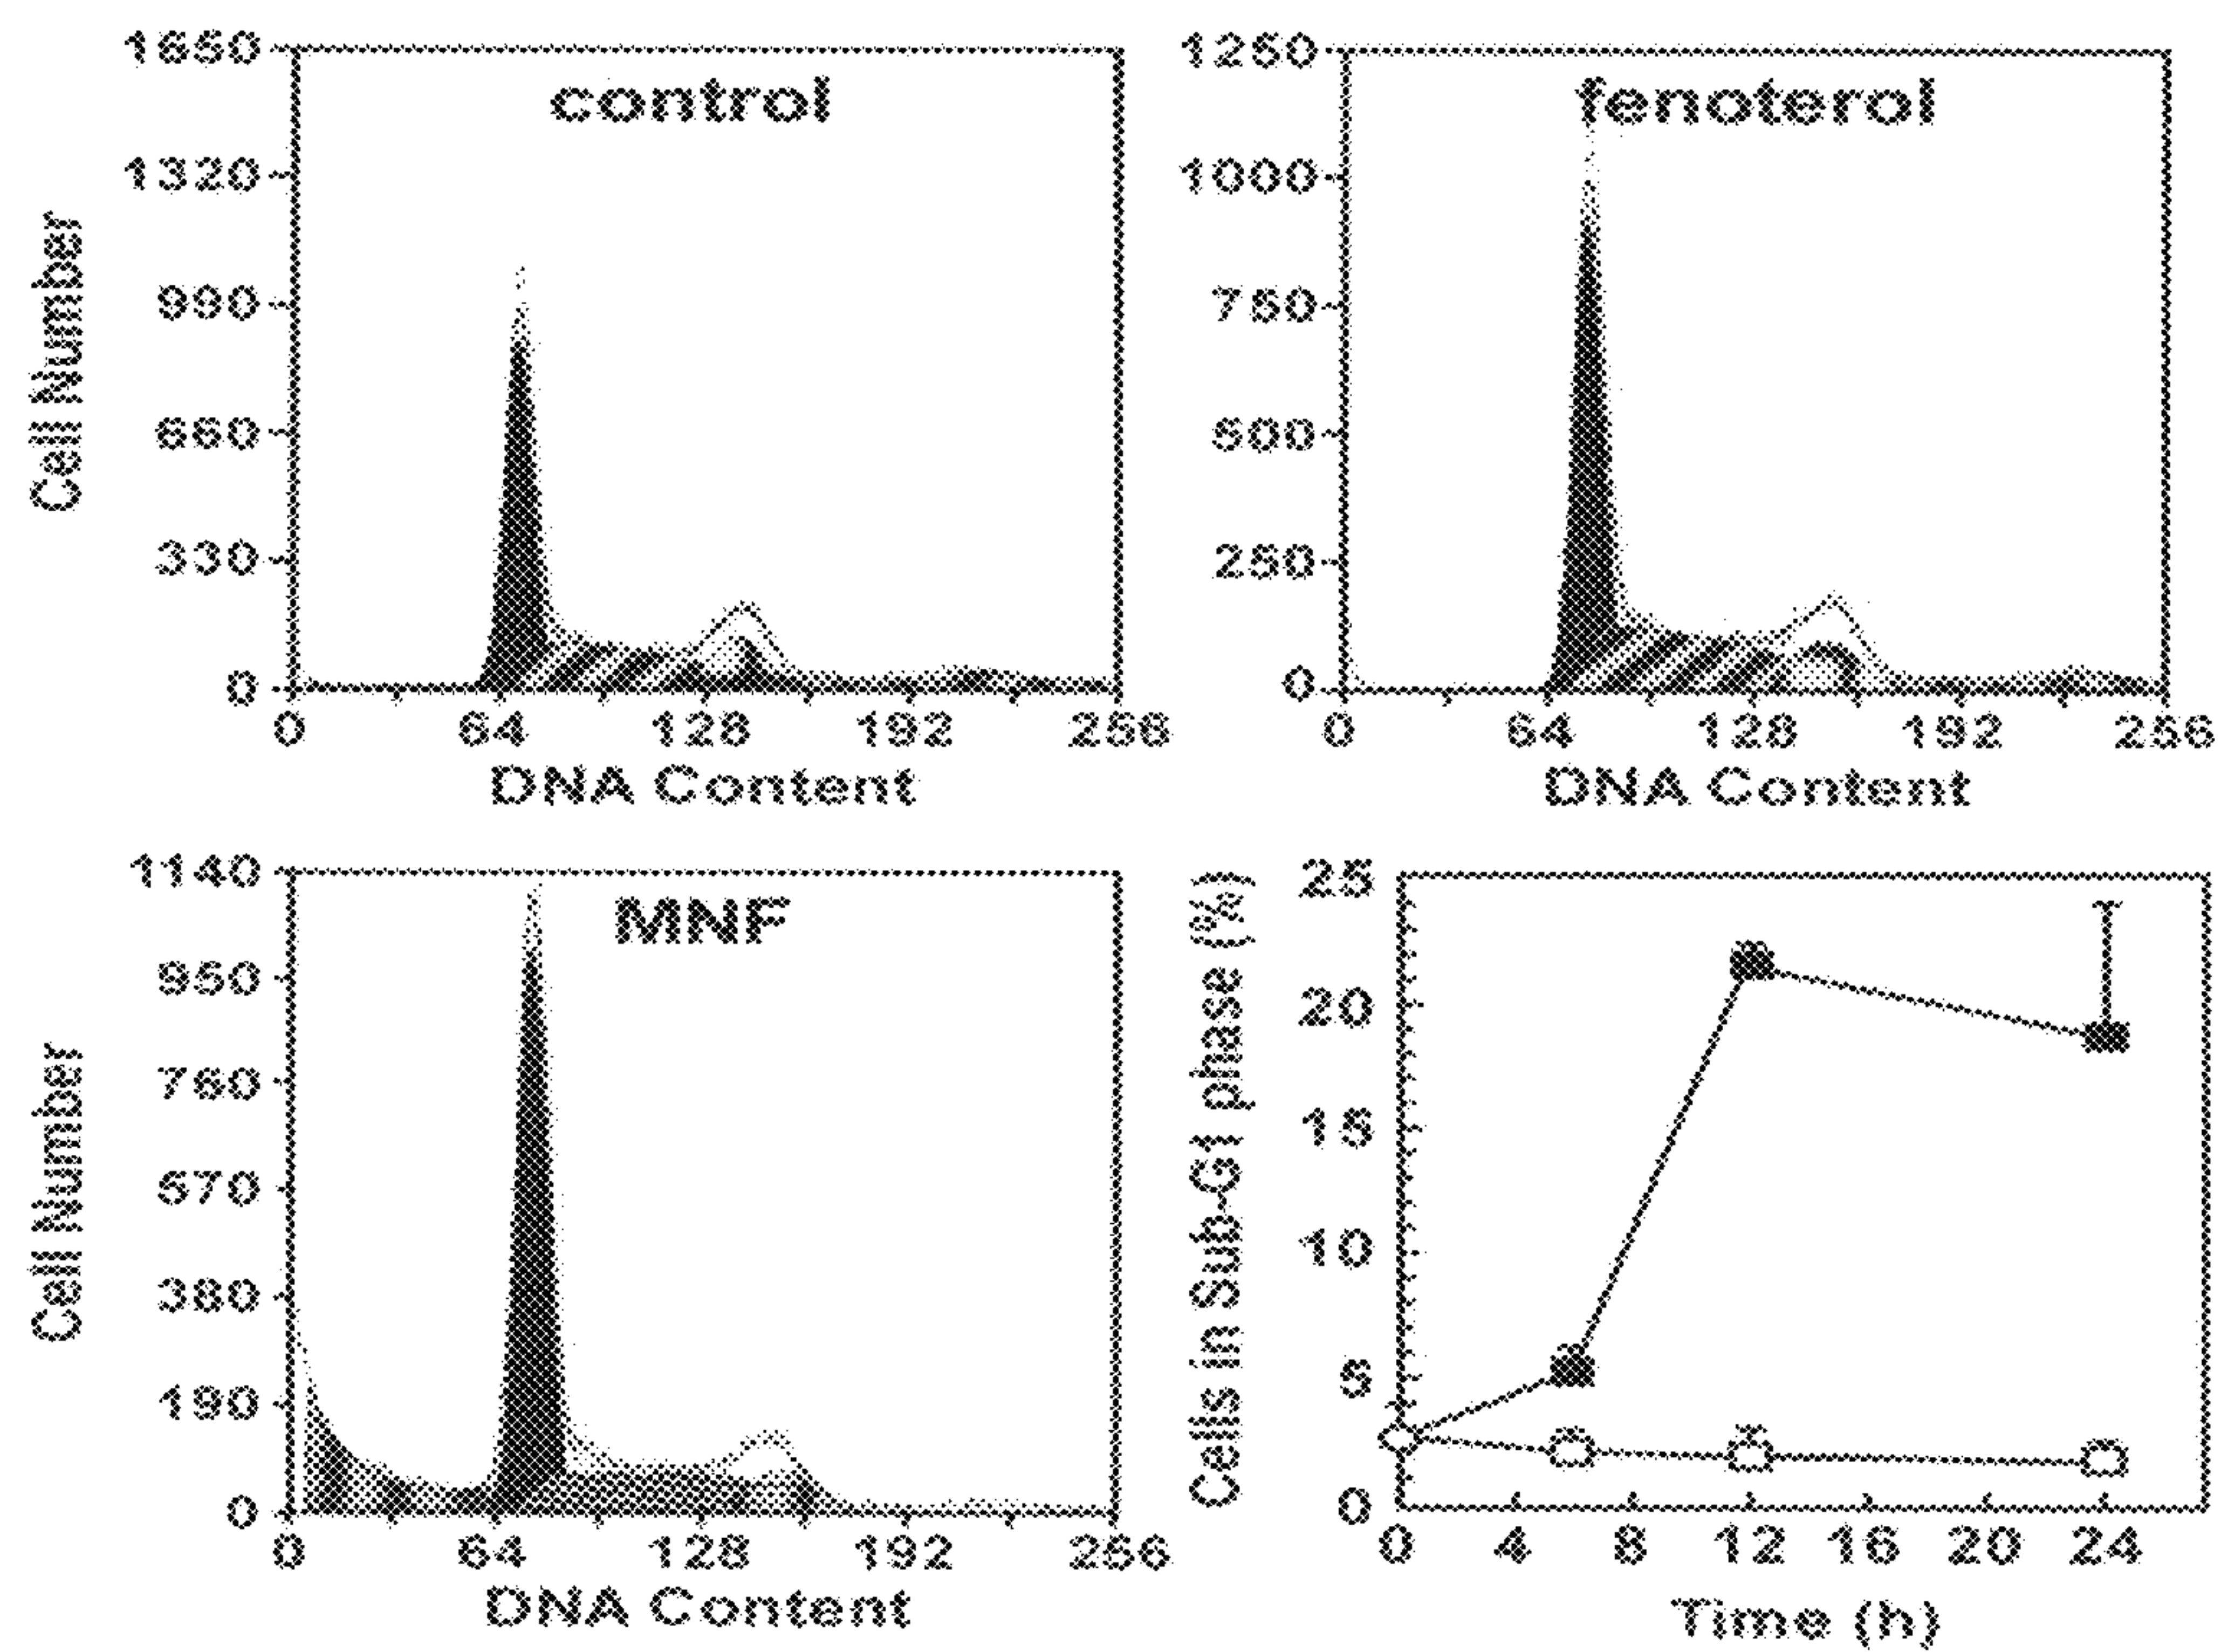 1650
control
1320
Cell Number
990
660
330
0
0 64 128 192 256
DNA Content
1250
fenoterol
1000
750
500
250
0
0 64 128 192 256
DNA Content
1140
MNF
950
Cell Number
760
570
380
190
0
0 64 128 192 256
DNA Content
25
Cells in Sub-G1 phase (%)
20
15
10
5
0
0 4 8 12 16 20 24
Time (h)